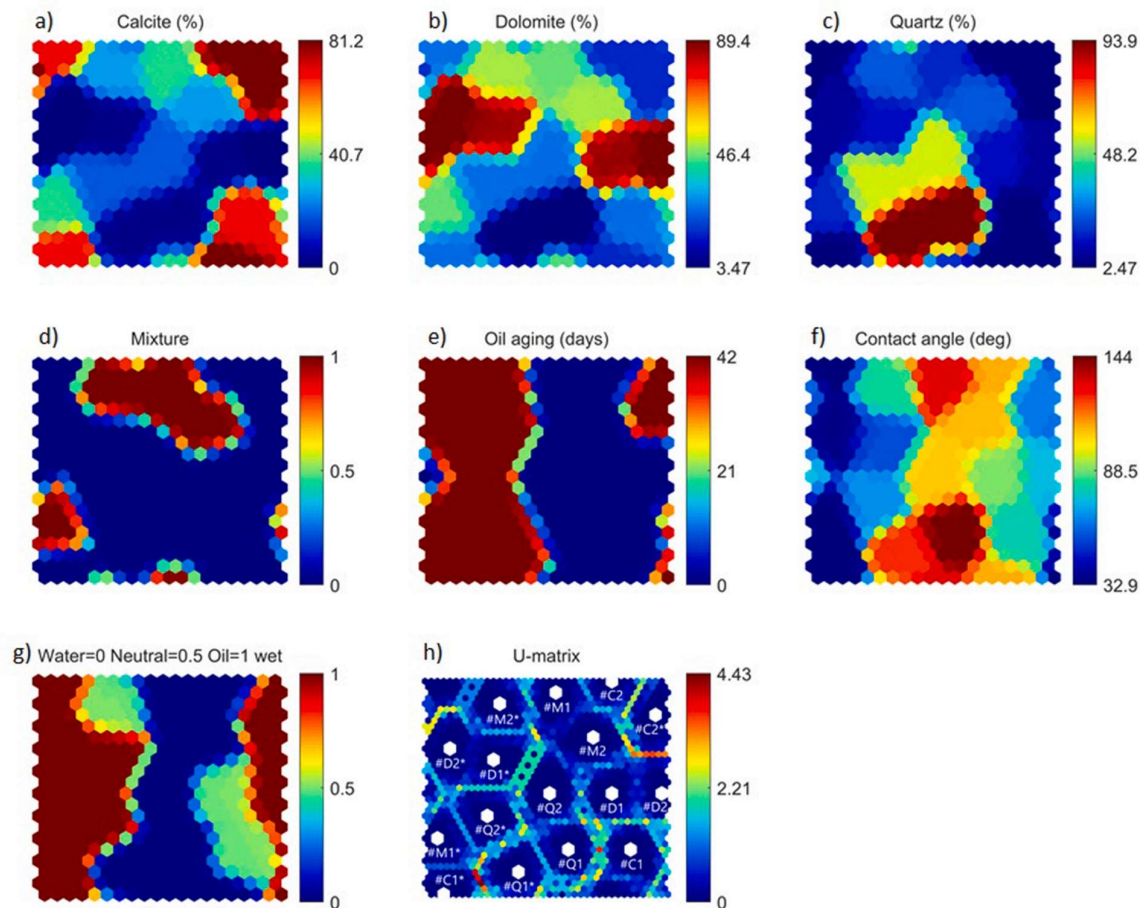 a) Calcite (%)
81.2
40.7
0
b) Dolomite (%)
89.4
46.4
3.47
c) Quartz (%)
93.9
48.2
2.47
d) Mixture
1
0.5
0
e) Oil aging (days)
42
21
0
f) Contact angle (deg)
144
88.5
32.9
g) Water=0 Neutral=0.5 Oil=1 wet
1
0.5
0
h) U-matrix
4.43
2.21
0
#C2
#M2* #M1 #C2*
#M2
#D2* #D1*
#Q2 #D1 #D2
#Q2*
#M1* #Q1 #C1
#C1* #Q1*